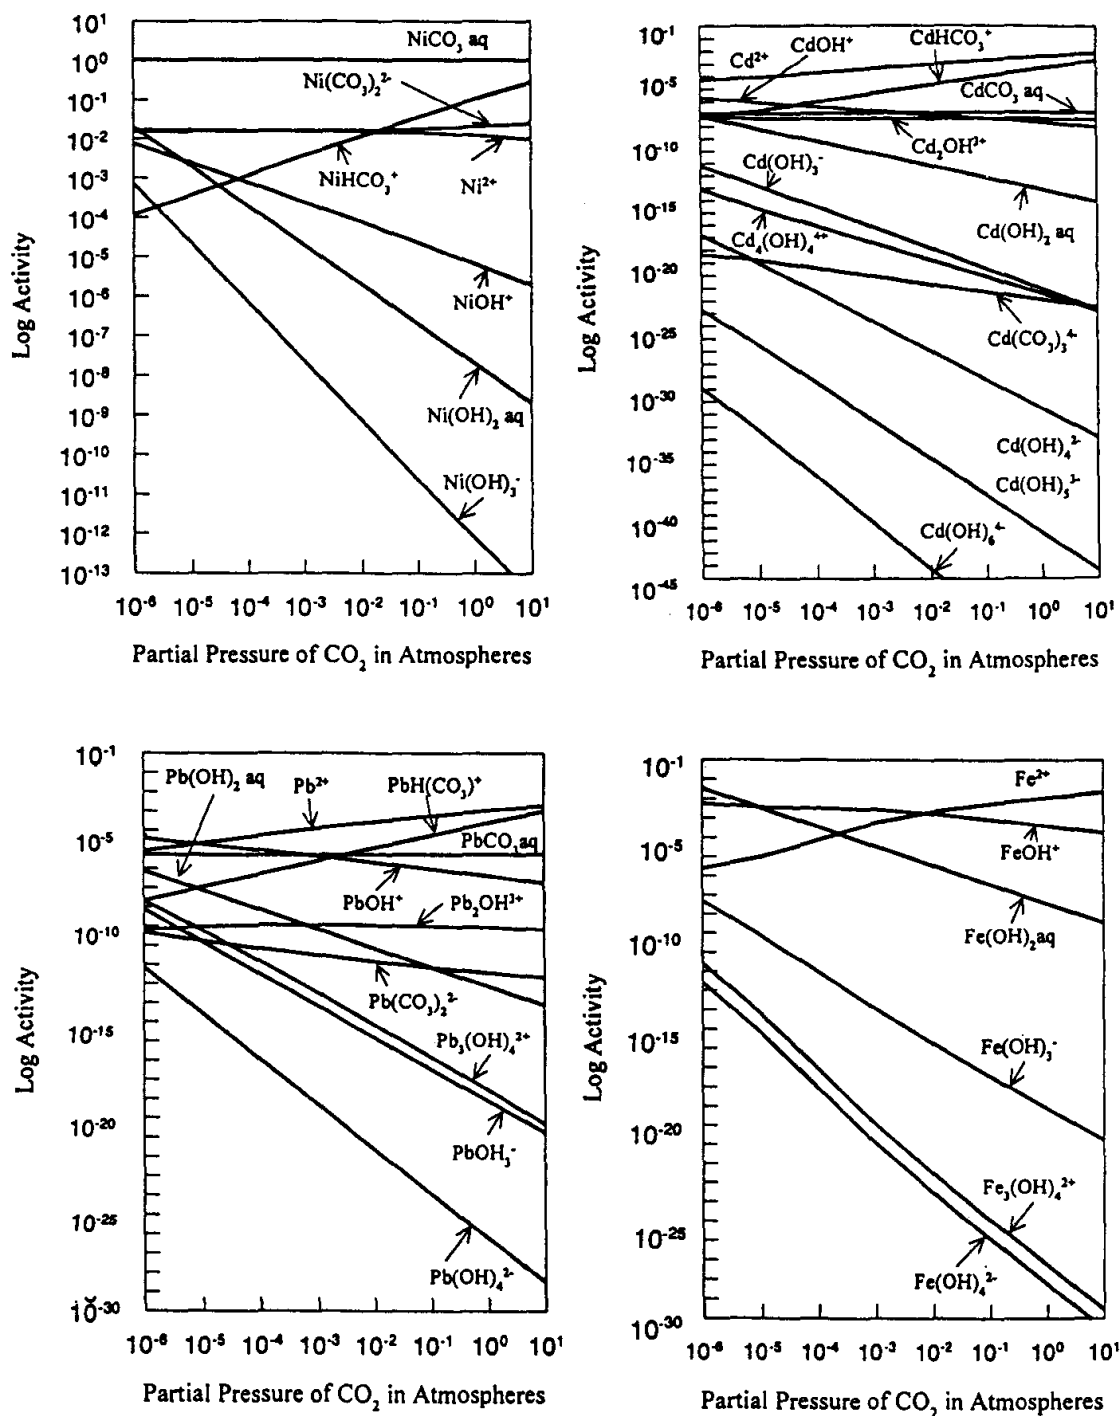 10¹
10⁰
10⁻¹
10⁻²
10⁻³
10⁻⁴
10⁻⁵
10⁻⁶
10⁻⁷
10⁻⁸
10⁻⁹
10⁻¹⁰
10⁻¹¹
10⁻¹²
10⁻¹³
Log Activity
NiCO₃ aq
Ni(CO₃)₂²⁻
NiHCO₃⁺
Ni²⁺
NiOH⁺
Ni(OH)₂ aq
Ni(OH)₃⁻
10⁻⁶ 10⁻⁵ 10⁻⁴ 10⁻³ 10⁻² 10⁻¹ 10⁰ 10¹
Partial Pressure of CO₂ in Atmospheres
10⁻¹
10⁻⁵
10⁻¹⁰
10⁻¹⁵
10⁻²⁰
10⁻²⁵
10⁻³⁰
10⁻³⁵
10⁻⁴⁰
10⁻⁴⁵
Log Activity
Cd²⁺
CdOH⁺
CdHCO₃⁺
CdCO₃ aq
Cd₂OH³⁺
Cd(OH)₃⁻
Cd₄(OH)₄⁴⁺
Cd(OH)₂ aq
Cd(CO₃)₃⁴⁻
Cd(OH)₄²⁻
Cd(OH)₅³⁻
Cd(OH)₆⁴⁻
10⁻⁶ 10⁻⁵ 10⁻⁴ 10⁻³ 10⁻² 10⁻¹ 10⁰ 10¹
Partial Pressure of CO₂ in Atmospheres
10⁻¹
10⁻⁵
10⁻¹⁰
10⁻¹⁵
10⁻²⁰
10⁻²⁵
10⁻³⁰
Log Activity
Pb(OH)₂ aq
Pb²⁺
PbH(CO₃)⁺
PbCO₃aq
PbOH⁺
Pb₂OH³⁺
Pb(CO₃)₂²⁻
Pb₃(OH)₄²⁺
PbOH₃⁻
Pb(OH)₄²⁻
10⁻⁶ 10⁻⁵ 10⁻⁴ 10⁻³ 10⁻² 10⁻¹ 10⁰ 10¹
Partial Pressure of CO₂ in Atmospheres
10⁻¹
10⁻⁵
10⁻¹⁰
10⁻¹⁵
10⁻²⁰
10⁻²⁵
10⁻³⁰
Log Activity
Fe²⁺
FeOH⁺
Fe(OH)₂aq
Fe(OH)₃⁻
Fe₃(OH)₄²⁺
Fe(OH)₄²⁻
10⁻⁶ 10⁻⁵ 10⁻⁴ 10⁻³ 10⁻² 10⁻¹ 10⁰ 10¹
Partial Pressure of CO₂ in Atmospheres